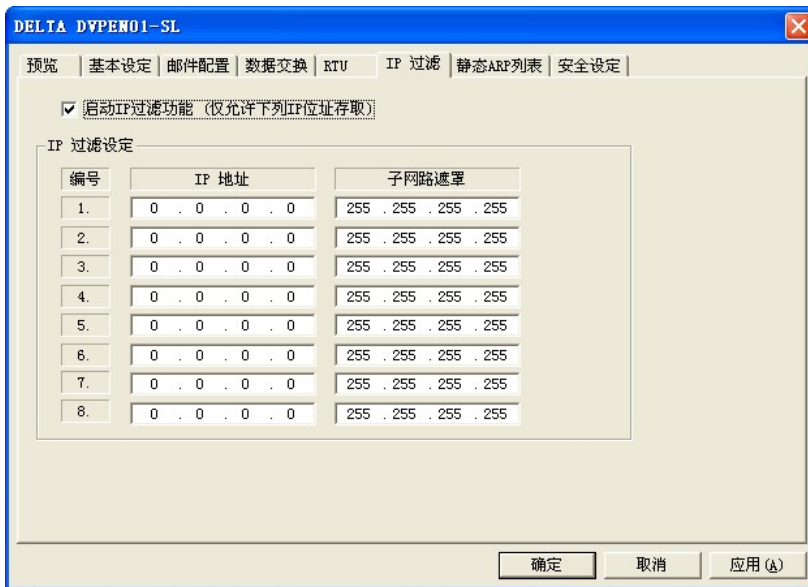 DELTA DVPEN01-SL
预览 基本设定 邮件配置 数据交换 RTU IP 过滤 静态ARP列表 安全设定
启动IP过滤功能 (仅允许下列IP位址存取)
IP 过滤设定
编号 IP 地址 子网路遮罩
1. 0 . 0 . 0 . 0 255 . 255 . 255 . 255
2. 0 . 0 . 0 . 0 255 . 255 . 255 . 255
3. 0 . 0 . 0 . 0 255 . 255 . 255 . 255
4. 0 . 0 . 0 . 0 255 . 255 . 255 . 255
5. 0 . 0 . 0 . 0 255 . 255 . 255 . 255
6. 0 . 0 . 0 . 0 255 . 255 . 255 . 255
7. 0 . 0 . 0 . 0 255 . 255 . 255 . 255
8. 0 . 0 . 0 . 0 255 . 255 . 255 . 255
确定 取消 应用(A)